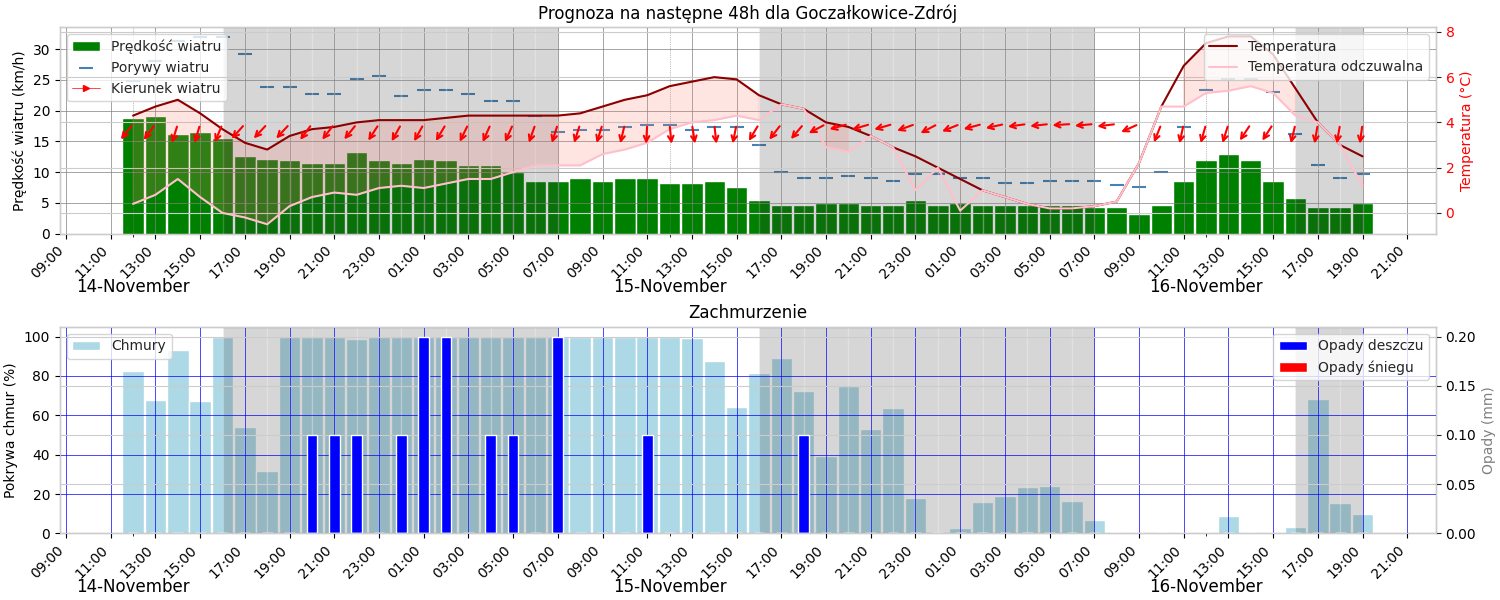 Prognoza na następne 48h dla Goczałkowice-Zdrój
Prędkość wiatru (km/h)
0 5 10 15 20 25 30
Prędkość wiatru
Porywy wiatru
Kierunek wiatru
Temperatura
Temperatura odczuwalna
Temperatura (°C)
0 2 4 6 8
09:00 11:00 13:00 15:00 17:00 19:00 21:00 23:00 01:00 03:00 05:00 07:00 09:00 11:00 13:00 15:00 17:00 19:00 21:00 23:00 01:00 03:00 05:00 07:00 09:00 11:00 13:00 15:00 17:00 19:00 21:00
14-November 15-November 16-November
Zachmurzenie
Pokrywa chmur (%)
0 20 40 60 80 100
Chmury
Opady deszczu
Opady śniegu
Opady (mm)
0.00 0.05 0.10 0.15 0.20
09:00 11:00 13:00 15:00 17:00 19:00 21:00 23:00 01:00 03:00 05:00 07:00 09:00 11:00 13:00 15:00 17:00 19:00 21:00 23:00 01:00 03:00 05:00 07:00 09:00 11:00 13:00 15:00 17:00 19:00 21:00
14-November 15-November 16-November